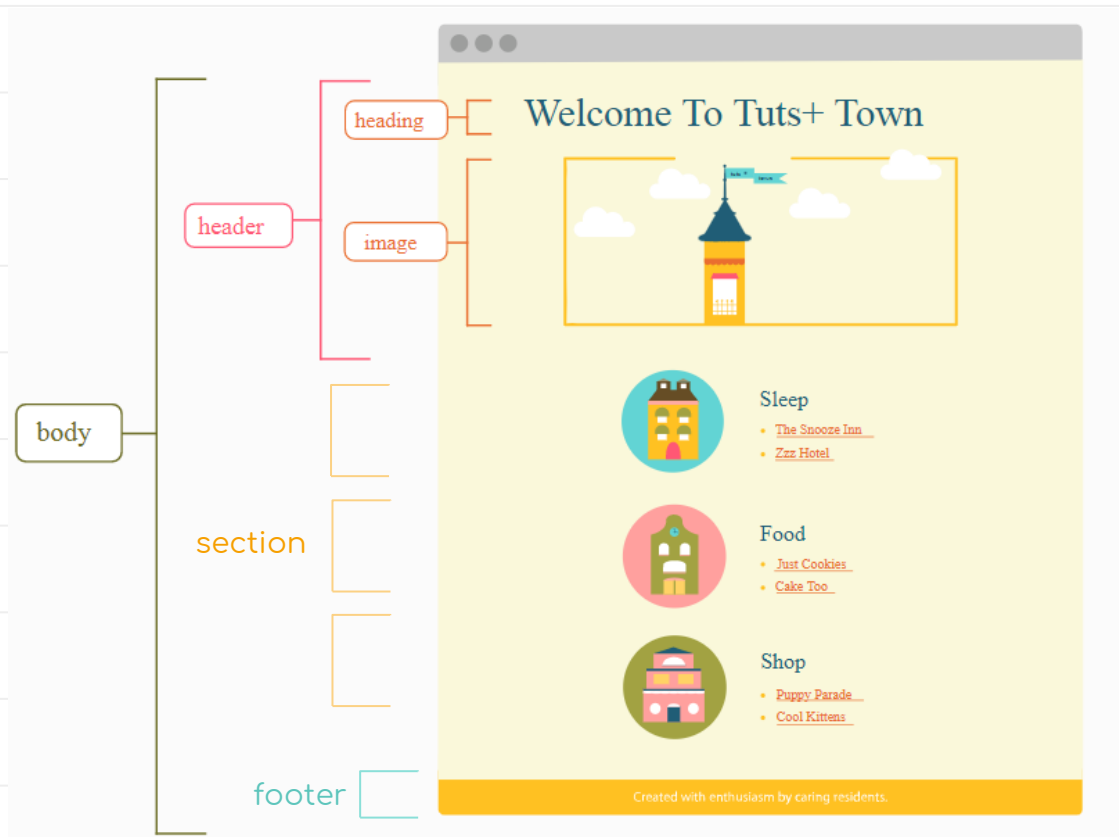 heading
Welcome To Tuts+ Town
header
image
body
Sleep
The Snooze Inn
Zzz Hotel
section
Food
Just Cookies
Cake Too
Shop
Puppy Parade
Cool Kittens
footer
Created with enthusiasm by caring residents.